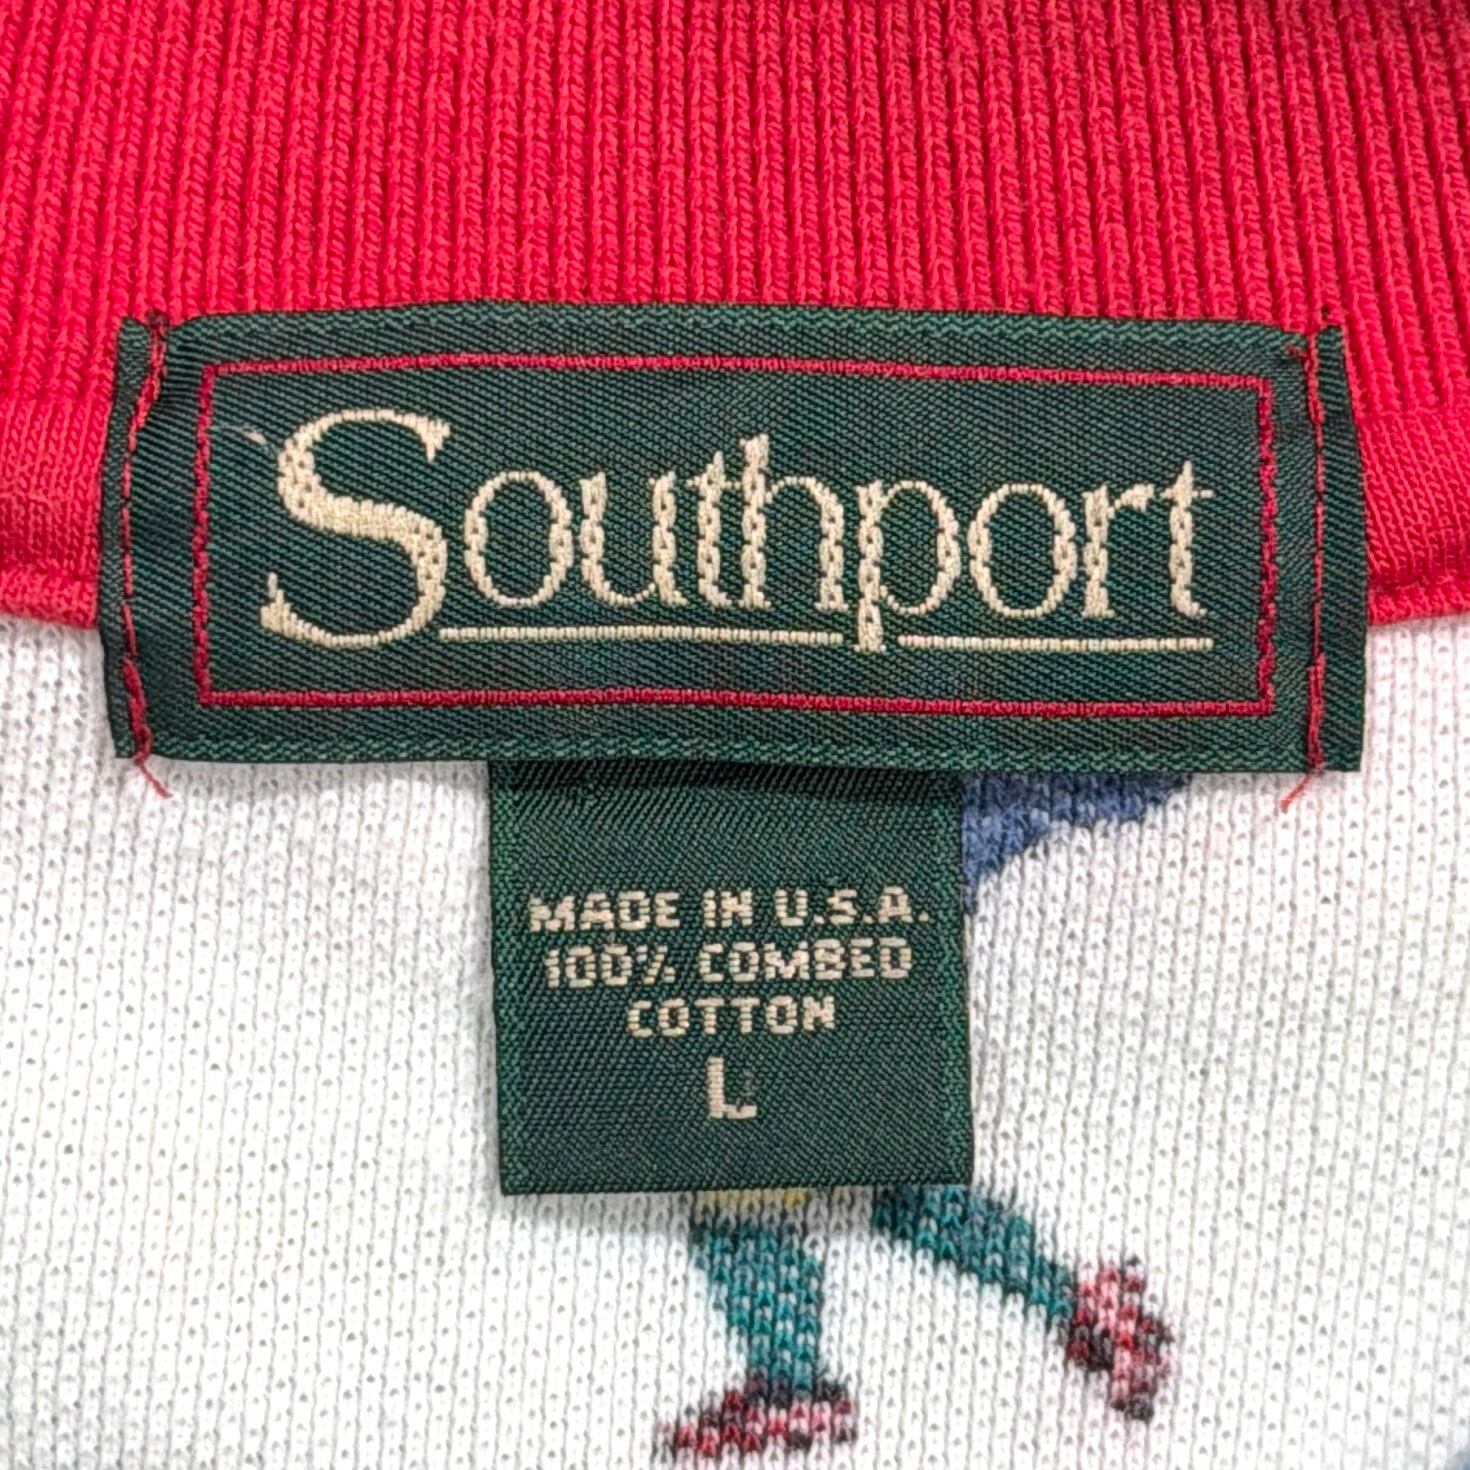 Southport
MADE IN U.S.A.
100% COMBED
COTTON
L